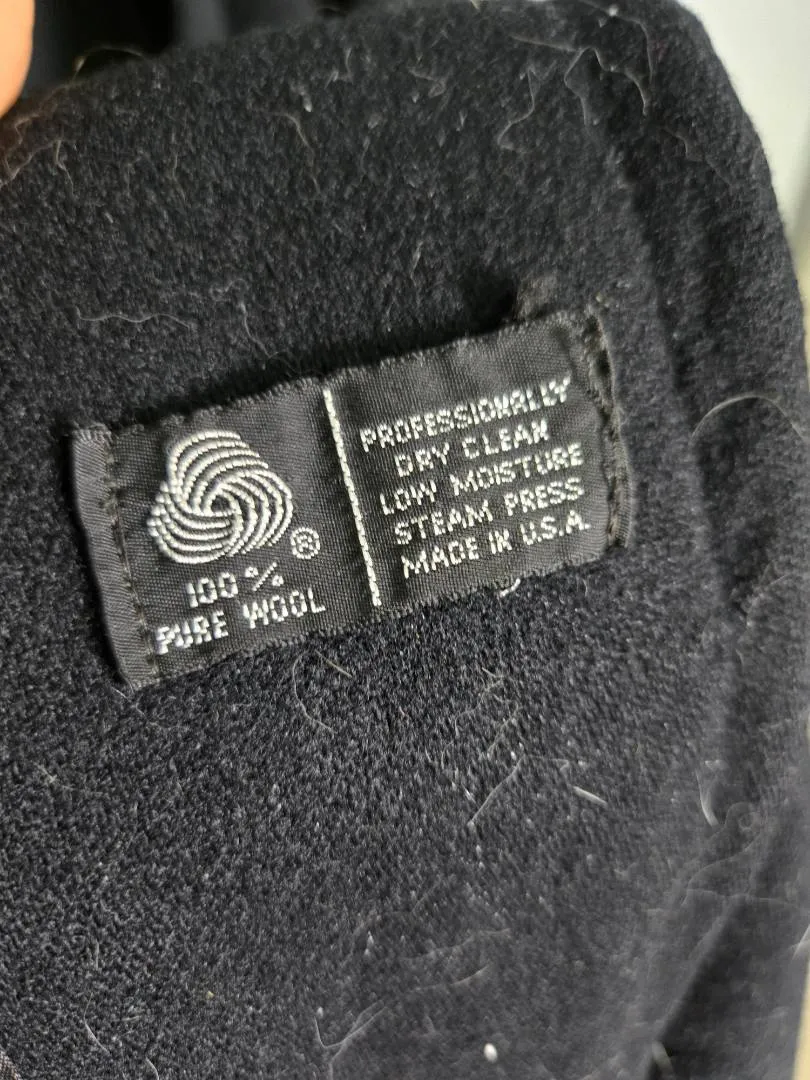 ®
100%
PURE WOOL
PROFESSIONALLY
DRY CLEAN
LOW MOISTURE
STEAM PRESS
MADE IN U.S.A.